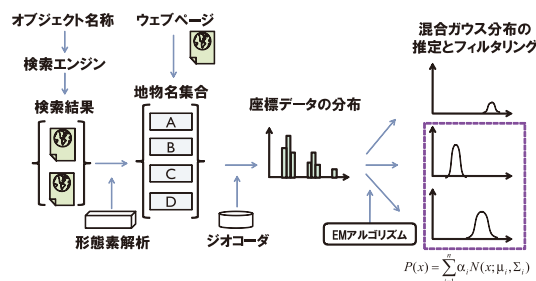 オブジェクト名称
ウェブページ
検索エンジン
検索結果
地物名集合
A
B
C
D
形態素解析
ジオコーダ
座標データの分布
EMアルゴリズム
混合ガウス分布の
推定とフィルタリング
P(x) = ∑ⁿ αᵢN(x; μᵢ, Σᵢ)